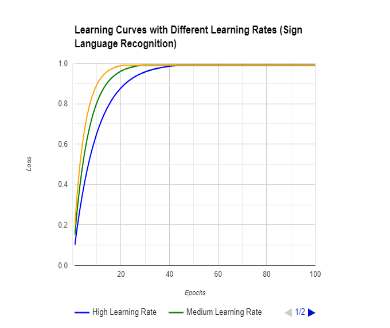 Learning Curves with Different Learning Rates (Sign
Language Recognition)
1.0
0.8
0.6
0.4
0.2
0.0
Loss
20
40
60
80
100
Epochs
High Learning Rate
Medium Learning Rate
1/2